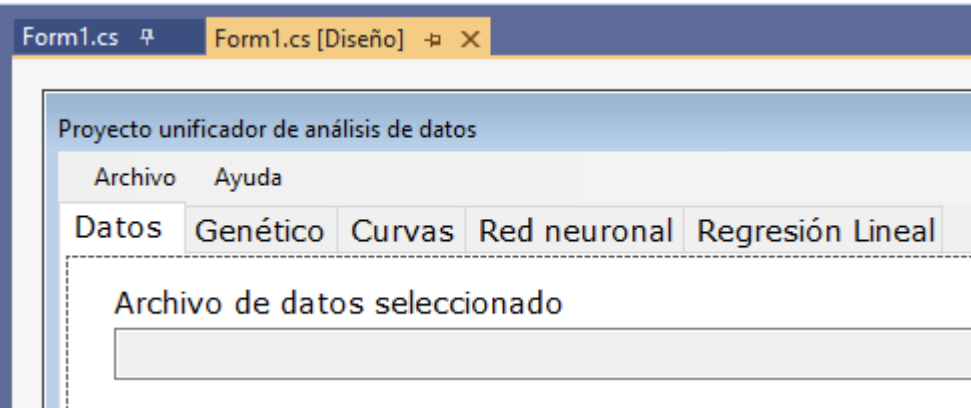 Form1.cs Form1.cs [Diseño]
Proyecto unificador de análisis de datos
Archivo Ayuda
Datos Genético Curvas Red neuronal Regresión Lineal
Archivo de datos seleccionado